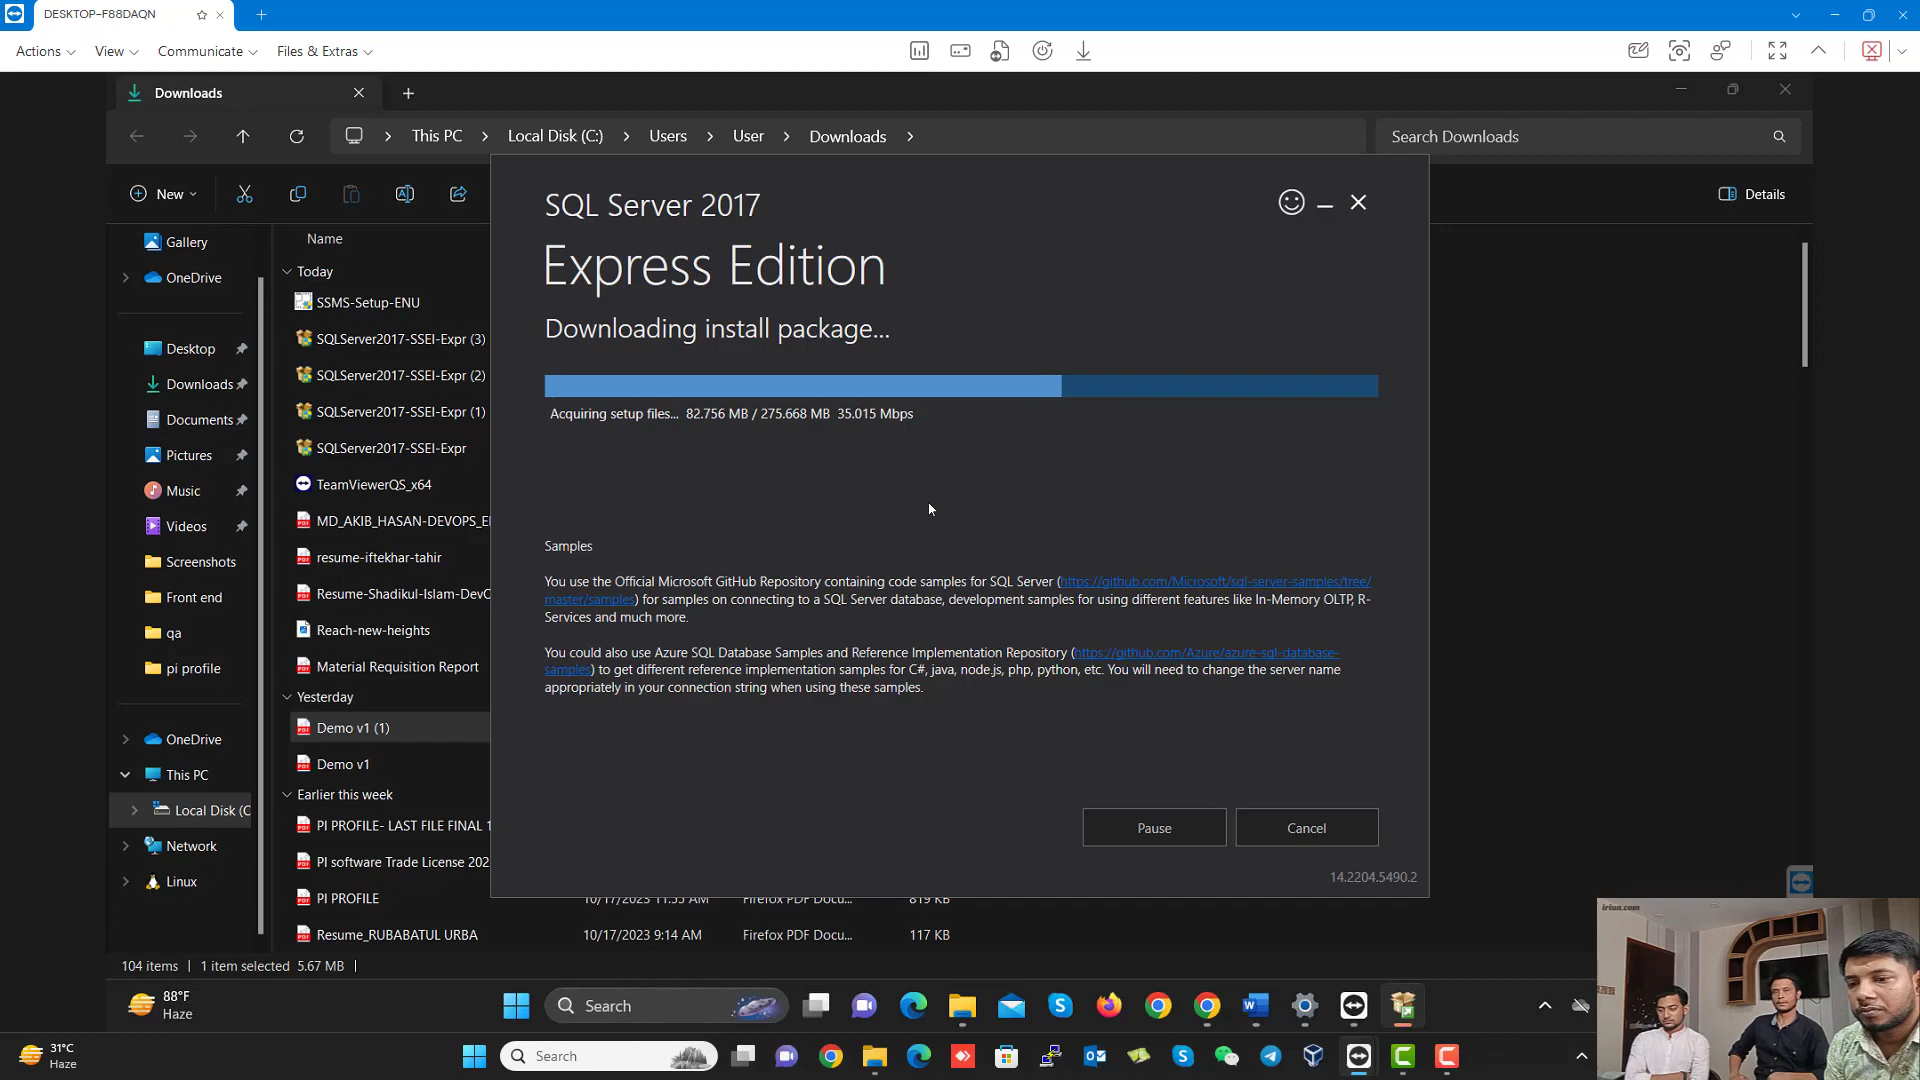 DESKTOP-F88DAQN
Actions View Communicate Files & Extras
Downloads
This PC Local Disk (C:) Users User Downloads
Search Downloads
New
Details
Gallery
OneDrive
Desktop
Downloads
Documents
Pictures
Music
Videos
Screenshots
Front end
qa
pi profile
OneDrive
This PC
Local Disk (C
Network
Linux
Name
Today
SSMS-Setup-ENU
SQLServer2017-SSEI-Expr (3)
SQLServer2017-SSEI-Expr (2)
SQLServer2017-SSEI-Expr (1)
SQLServer2017-SSEI-Expr
TeamViewerQS_x64
MD_AKIB_HASAN-DEVOPS_E
resume-iftekhar-tahir
Resume-Shadikul-Islam-DevO
Reach-new-heights
Material Requisition Report
Yesterday
Demo v1 (1)
Demo v1
Earlier this week
PI PROFILE- LAST FILE FINAL 1
PI software Trade License 202
PI PROFILE 10/17/2023 11:55 AM Firefox PDF Docu... 819 KB
Resume_RUBABATUL URBA 10/17/2023 9:14 AM Firefox PDF Docu... 117 KB
SQL Server 2017
Express Edition
Downloading install package...
Acquiring setup files... 82.756 MB / 275.668 MB 35.015 Mbps
Samples
You use the Official Microsoft GitHub Repository containing code samples for SQL Server (https://github.com/Microsoft/sql-server-samples/tree/
master/samples) for samples on connecting to a SQL Server database, development samples for using different features like In-Memory OLTP, R-
Services and much more.
You could also use Azure SQL Database Samples and Reference Implementation Repository (https://github.com/Azure/azure-sql-database-
samples) to get different reference implementation samples for C#, java, node.js, php, python, etc. You will need to change the server name
appropriately in your connection string when using these samples.
Pause Cancel
14.2204.5490.2
104 items 1 item selected 5.67 MB
iriun.com
88°F
Haze
Search
31°C
Haze
Search